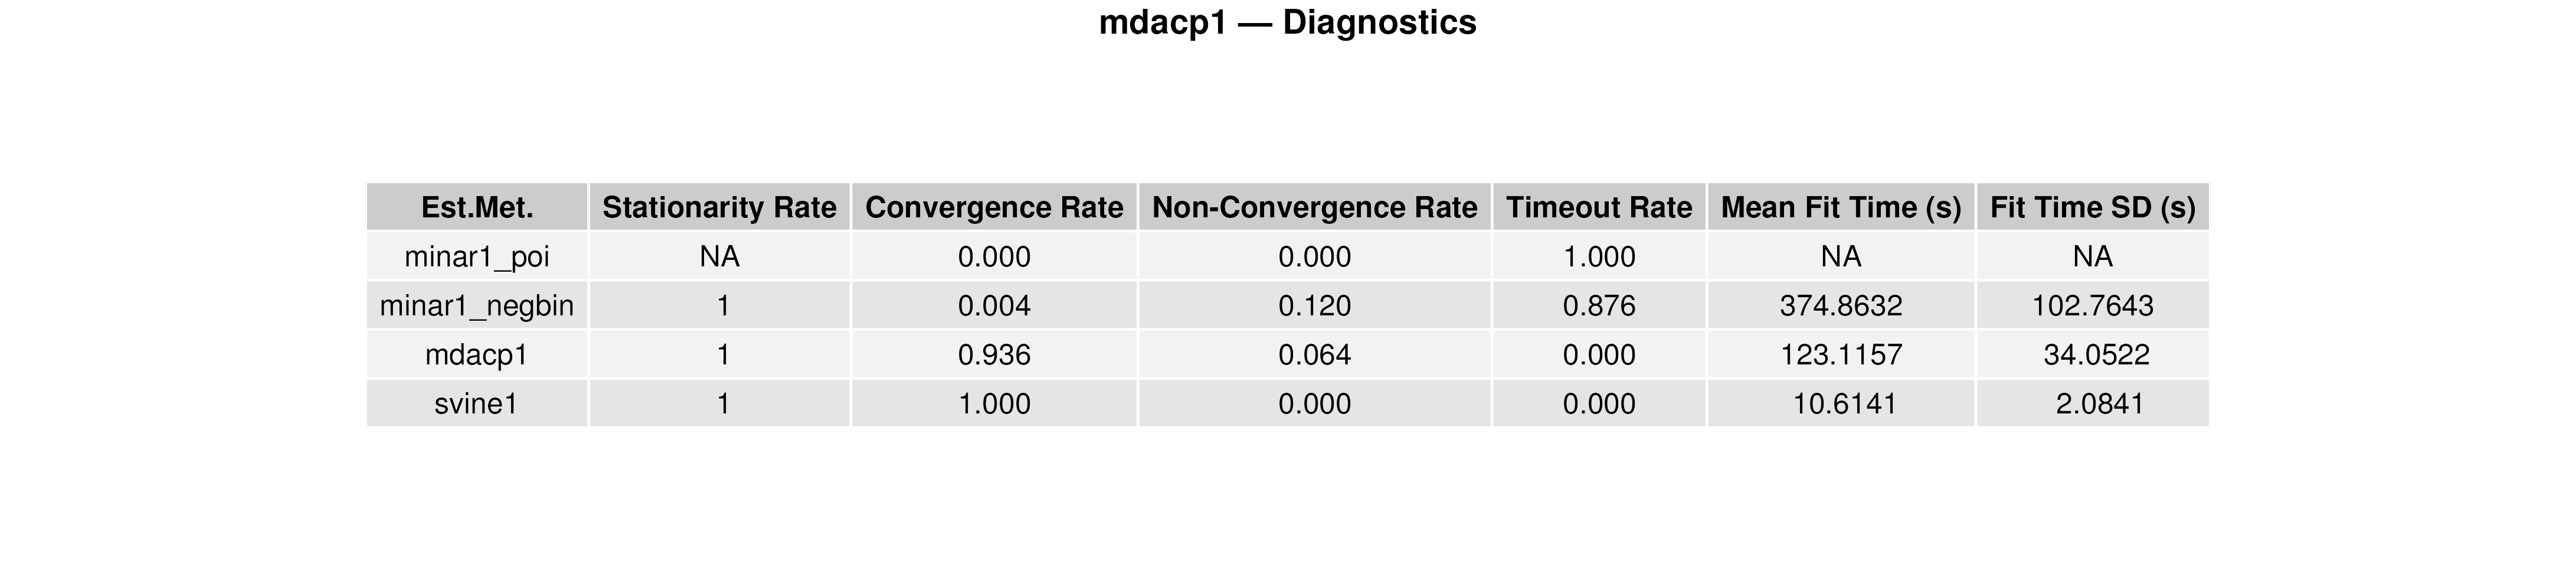 mdacp1 — Diagnostics
Est.Met. Stationarity Rate Convergence Rate Non-Convergence Rate Timeout Rate Mean Fit Time (s) Fit Time SD (s)
minar1_poi NA 0.000 0.000 1.000 NA NA
minar1_negbin 1 0.004 0.120 0.876 374.8632 102.7643
mdacp1 1 0.936 0.064 0.000 123.1157 34.0522
svine1 1 1.000 0.000 0.000 10.6141 2.0841